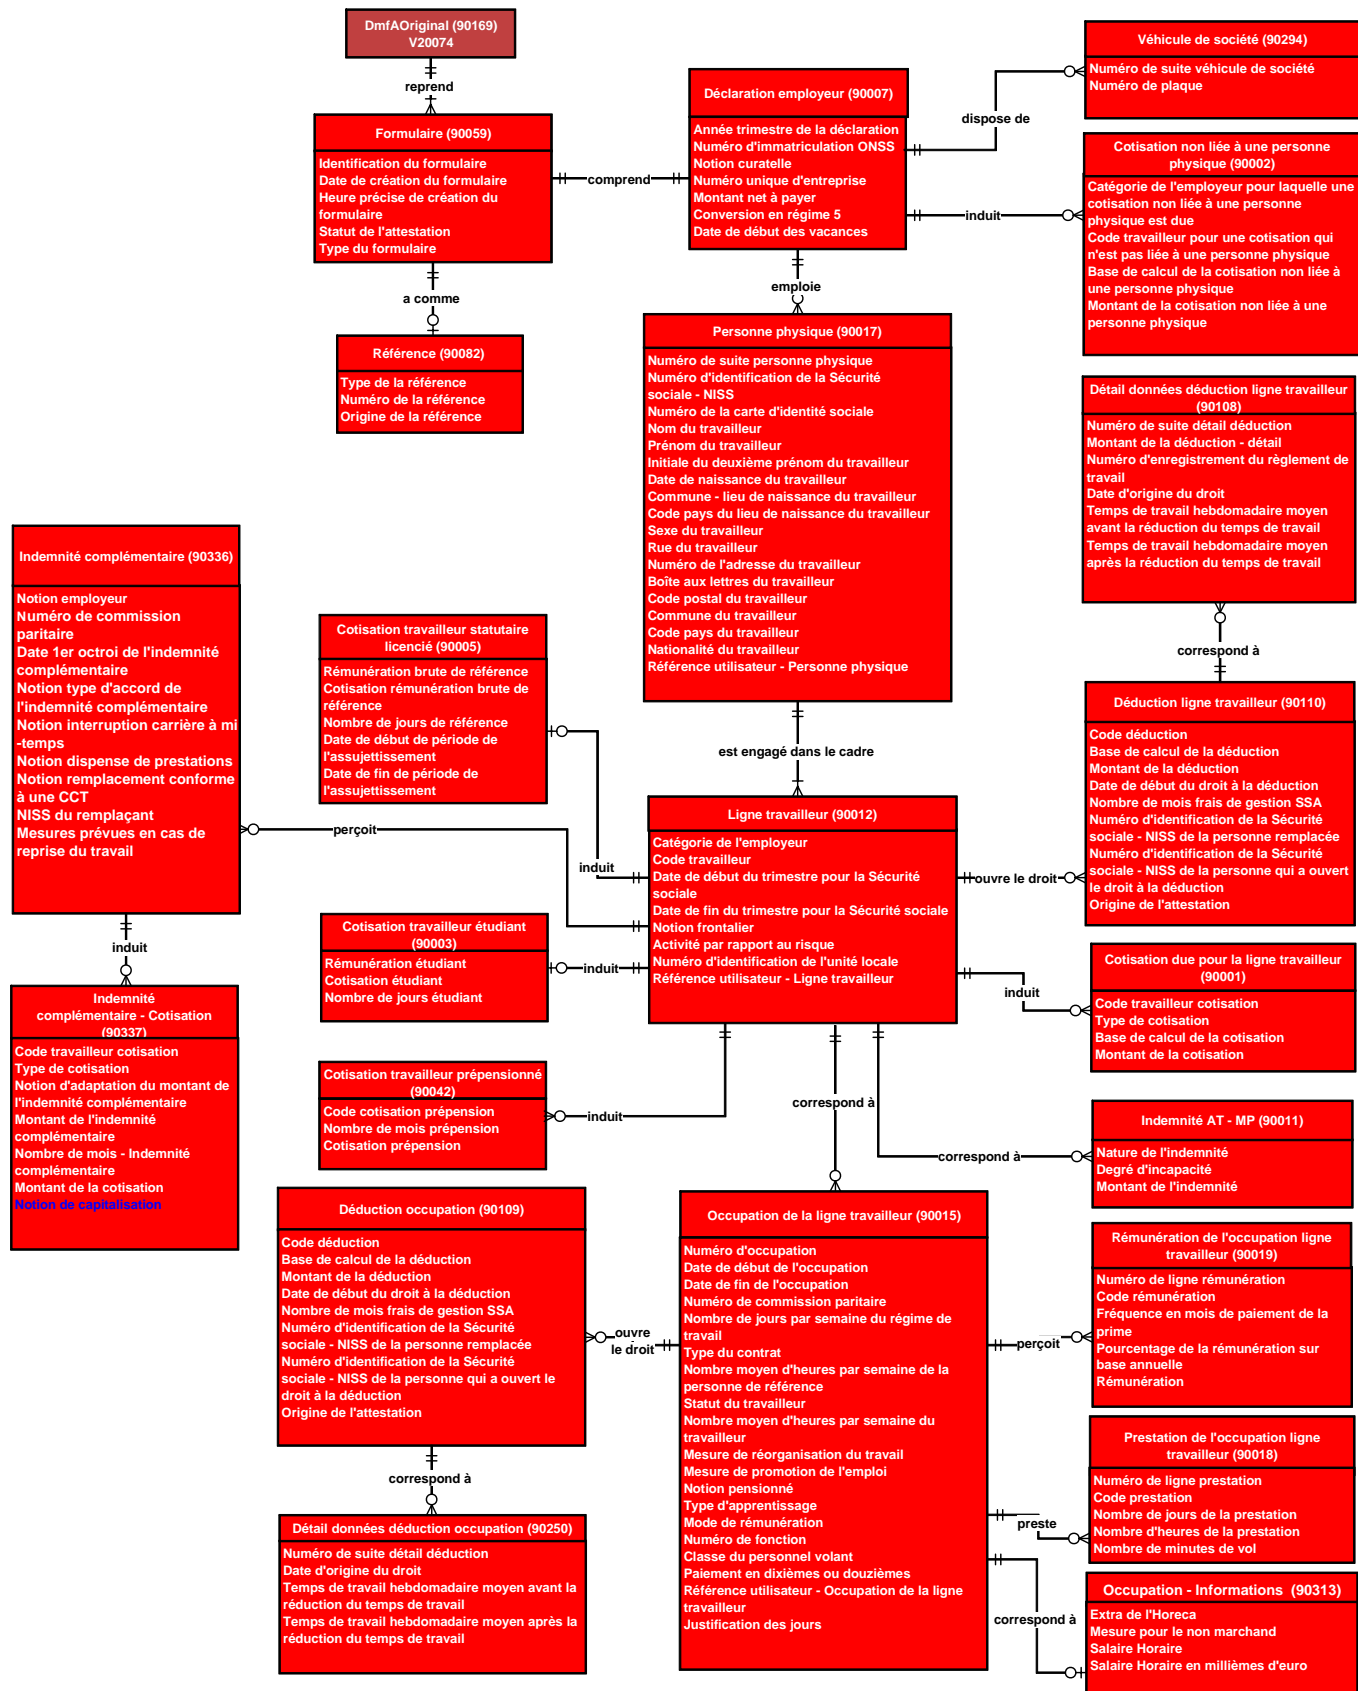 DmfAOriginal (90169)
V20074
reprend
Formulaire (90059)
Identification du formulaire
Date de création du formulaire
Heure précise de création du
formulaire
Statut de l'attestation
Type du formulaire
comprend
a comme
Référence (90082)
Type de la référence
Numéro de la référence
Origine de la référence
Déclaration employeur (90007)
Année trimestre de la déclaration
Numéro d'immatriculation ONSS
Notion curatelle
Numéro unique d'entreprise
Montant net à payer
Conversion en régime 5
Date de début des vacances
dispose de
induit
emploie
Véhicule de société (90294)
Numéro de suite véhicule de société
Numéro de plaque
Cotisation non liée à une personne
physique (90002)
Catégorie de l'employeur pour laquelle une
cotisation non liée à une personne
physique est due
Code travailleur pour une cotisation qui
n'est pas liée à une personne physique
Base de calcul de la cotisation non liée à
une personne physique
Montant de la cotisation non liée à une
personne physique
Personne physique (90017)
Numéro de suite personne physique
Numéro d'identification de la Sécurité
sociale - NISS
Numéro de la carte d'identité sociale
Nom du travailleur
Prénom du travailleur
Initiale du deuxième prénom du travailleur
Date de naissance du travailleur
Commune - lieu de naissance du travailleur
Code pays du lieu de naissance du travailleur
Sexe du travailleur
Rue du travailleur
Numéro de l'adresse du travailleur
Boîte aux lettres du travailleur
Code postal du travailleur
Commune du travailleur
Code pays du travailleur
Nationalité du travailleur
Référence utilisateur - Personne physique
est engagé dans le cadre
Détail données déduction ligne travailleur
(90108)
Numéro de suite détail déduction
Montant de la déduction - détail
Numéro d'enregistrement du règlement de
travail
Date d'origine du droit
Temps de travail hebdomadaire moyen
avant la réduction du temps de travail
Temps de travail hebdomadaire moyen
après la réduction du temps de travail
correspond à
Déduction ligne travailleur (90110)
Code déduction
Base de calcul de la déduction
Montant de la déduction
Date de début du droit à la déduction
Nombre de mois frais de gestion SSA
Numéro d'identification de la Sécurité
sociale - NISS de la personne remplacée
Numéro d'identification de la Sécurité
sociale - NISS de la personne qui a ouvert
le droit à la déduction
Origine de l'attestation
Indemnité complémentaire (90336)
Notion employeur
Numéro de commission
paritaire
Date 1er octroi de l'indemnité
complémentaire
Notion type d'accord de
l'indemnité complémentaire
Notion interruption carrière à mi
-temps
Notion dispense de prestations
Notion remplacement conforme
à une CCT
NISS du remplaçant
Mesures prévues en cas de
reprise du travail
perçoit
induit
Cotisation travailleur statutaire
licencié (90005)
Rémunération brute de référence
Cotisation rémunération brute de
référence
Nombre de jours de référence
Date de début de période de
l'assujettissement
Date de fin de période de
l'assujettissement
induit
Ligne travailleur (90012)
Catégorie de l'employeur
Code travailleur
Date de début du trimestre pour la Sécurité
sociale
Date de fin du trimestre pour la Sécurité sociale
Notion frontalier
Activité par rapport au risque
Numéro d'identification de l'unité locale
Référence utilisateur - Ligne travailleur
ouvre le droit
induit
Cotisation travailleur étudiant
(90003)
Rémunération étudiant
Cotisation étudiant
Nombre de jours étudiant
induit
Cotisation due pour la ligne travailleur
(90001)
Code travailleur cotisation
Type de cotisation
Base de calcul de la cotisation
Montant de la cotisation
Indemnité
complémentaire - Cotisation
(90337)
Code travailleur cotisation
Type de cotisation
Notion d'adaptation du montant de
l'indemnité complémentaire
Montant de l'indemnité
complémentaire
Nombre de mois - Indemnité
complémentaire
Montant de la cotisation
Notion de capitalisation
Cotisation travailleur prépensionné
(90042)
Code cotisation prépension
Nombre de mois prépension
Cotisation prépension
induit
correspond à
correspond à
Indemnité AT - MP (90011)
Nature de l'indemnité
Degré d'incapacité
Montant de l'indemnité
Déduction occupation (90109)
Code déduction
Base de calcul de la déduction
Montant de la déduction
Date de début du droit à la déduction
Nombre de mois frais de gestion SSA
Numéro d'identification de la Sécurité
sociale - NISS de la personne remplacée
Numéro d'identification de la Sécurité
sociale - NISS de la personne qui a ouvert le
droit à la déduction
Origine de l'attestation
ouvre
le droit
correspond à
Détail données déduction occupation (90250)
Numéro de suite détail déduction
Date d'origine du droit
Temps de travail hebdomadaire moyen avant la
réduction du temps de travail
Temps de travail hebdomadaire moyen après la
réduction du temps de travail
Occupation de la ligne travailleur (90015)
Numéro d'occupation
Date de début de l'occupation
Date de fin de l'occupation
Numéro de commission paritaire
Nombre de jours par semaine du régime de
travail
Type du contrat
Nombre moyen d'heures par semaine de la
personne de référence
Statut du travailleur
Nombre moyen d'heures par semaine du
travailleur
Mesure de réorganisation du travail
Mesure de promotion de l'emploi
Notion pensionné
Type d'apprentissage
Mode de rémunération
Numéro de fonction
Classe du personnel volant
Paiement en dixièmes ou douzièmes
Référence utilisateur - Occupation de la ligne
travailleur
Justification des jours
perçoit
preste
correspond à
Rémunération de l'occupation ligne
travailleur (90019)
Numéro de ligne rémunération
Code rémunération
Fréquence en mois de paiement de la
prime
Pourcentage de la rémunération sur
base annuelle
Rémunération
Prestation de l'occupation ligne
travailleur (90018)
Numéro de ligne prestation
Code prestation
Nombre de jours de la prestation
Nombre d'heures de la prestation
Nombre de minutes de vol
Occupation - Informations (90313)
Extra de l'Horeca
Mesure pour le non marchand
Salaire Horaire
Salaire Horaire en millièmes d'euro